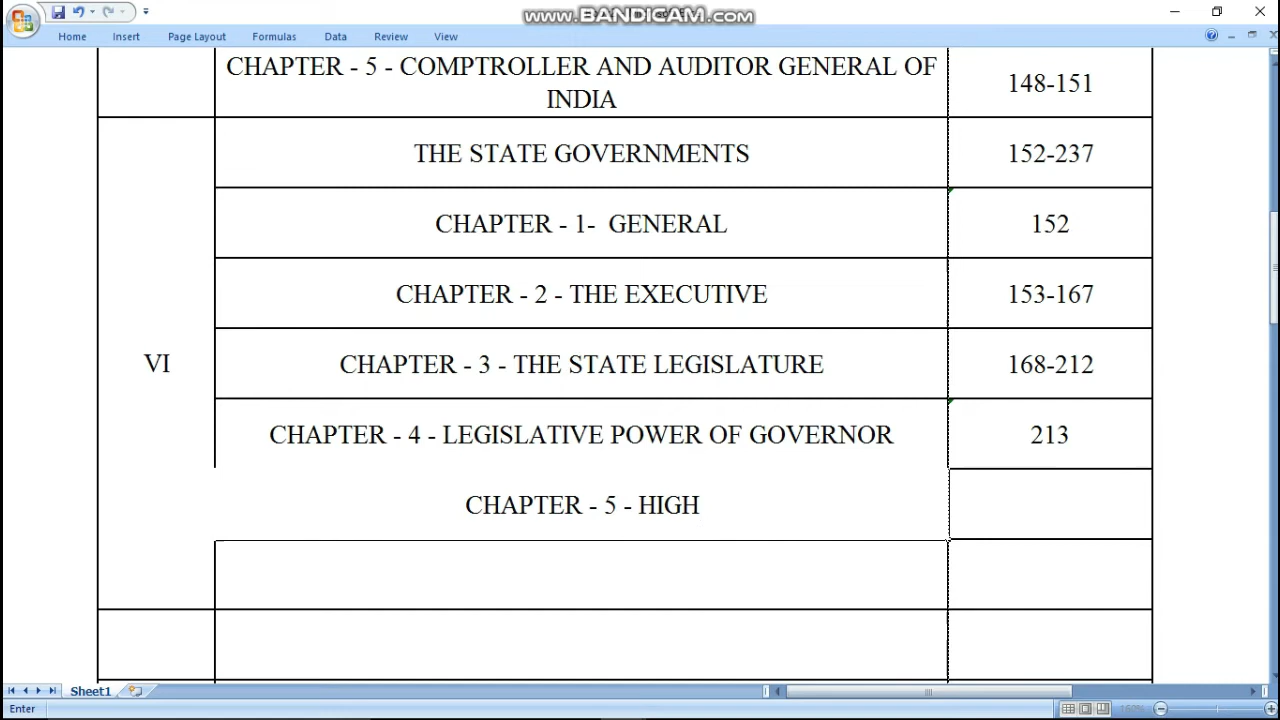 www.BANDICAM.com
Home Insert Page Layout Formulas Data Review View
CHAPTER - 5 - COMPTROLLER AND AUDITOR GENERAL OF
INDIA
148-151
THE STATE GOVERNMENTS 152-237
CHAPTER - 1- GENERAL 152
CHAPTER - 2 - THE EXECUTIVE 153-167
VI
CHAPTER - 3 - THE STATE LEGISLATURE 168-212
CHAPTER - 4 - LEGISLATIVE POWER OF GOVERNOR 213
CHAPTER - 5 - HIGH
Sheet1
Enter